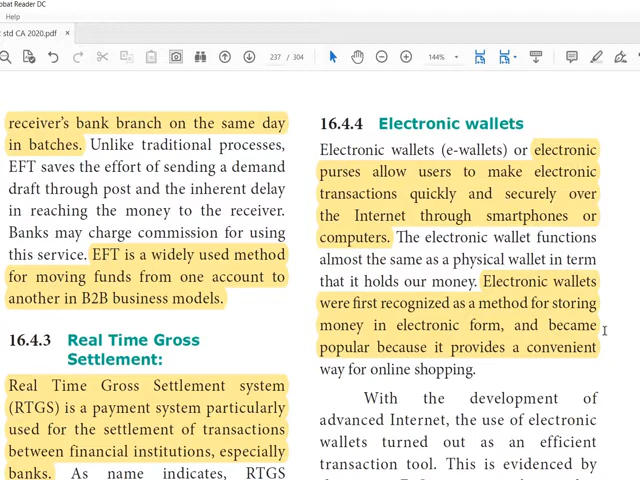 obat Reader DC
Help
std CA 2020.pdf ×
237 / 304
144%
receiver's bank branch on the same day
in batches. Unlike traditional processes,
EFT saves the effort of sending a demand
draft through post and the inherent delay
in reaching the money to the receiver.
Banks may charge commission for using
this service. EFT is a widely used method
for moving funds from one account to
another in B2B business models.
16.4.3 Real Time Gross
Settlement:
Real Time Gross Settlement system
(RTGS) is a payment system particularly
used for the settlement of transactions
between financial institutions, especially
banks. As name indicates, RTGS
16.4.4 Electronic wallets
Electronic wallets (e-wallets) or electronic
purses allow users to make electronic
transactions quickly and securely over
the Internet through smartphones or
computers. The electronic wallet functions
almost the same as a physical wallet in term
that it holds our money. Electronic wallets
were first recognized as a method for storing
money in electronic form, and became
popular because it provides a convenient
way for online shopping.
With the development of
advanced Internet, the use of electronic
wallets turned out as an efficient
transaction tool. This is evidenced by